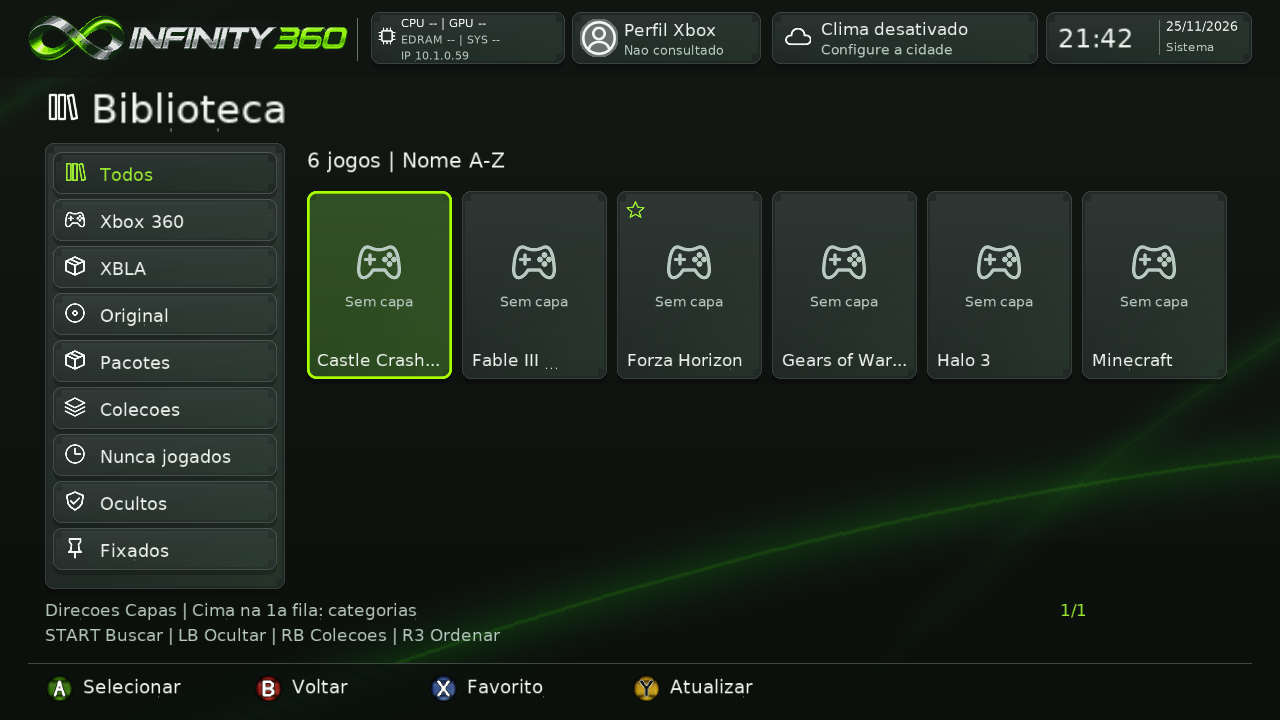 INFINITY 360
CPU -- | GPU --
EDRAM -- | SYS --
IP 10.1.0.59
Perfil Xbox
Nao consultado
Clima desativado
Configure a cidade
21:42
25/11/2026
Sistema
Biblioteca
Todos
Xbox 360
XBLA
Original
Pacotes
Colecoes
Nunca jogados
Ocultos
Fixados
6 jogos | Nome A-Z
Sem capa
Castle Crash...
Sem capa
Fable III ...
Sem capa
Forza Horizon
Sem capa
Gears of War...
Sem capa
Halo 3
Sem capa
Minecraft
Direcoes Capas | Cima na 1a fila: categorias
1/1
START Buscar | LB Ocultar | RB Colecoes | R3 Ordenar
A Selecionar
B Voltar
X Favorito
Y Atualizar